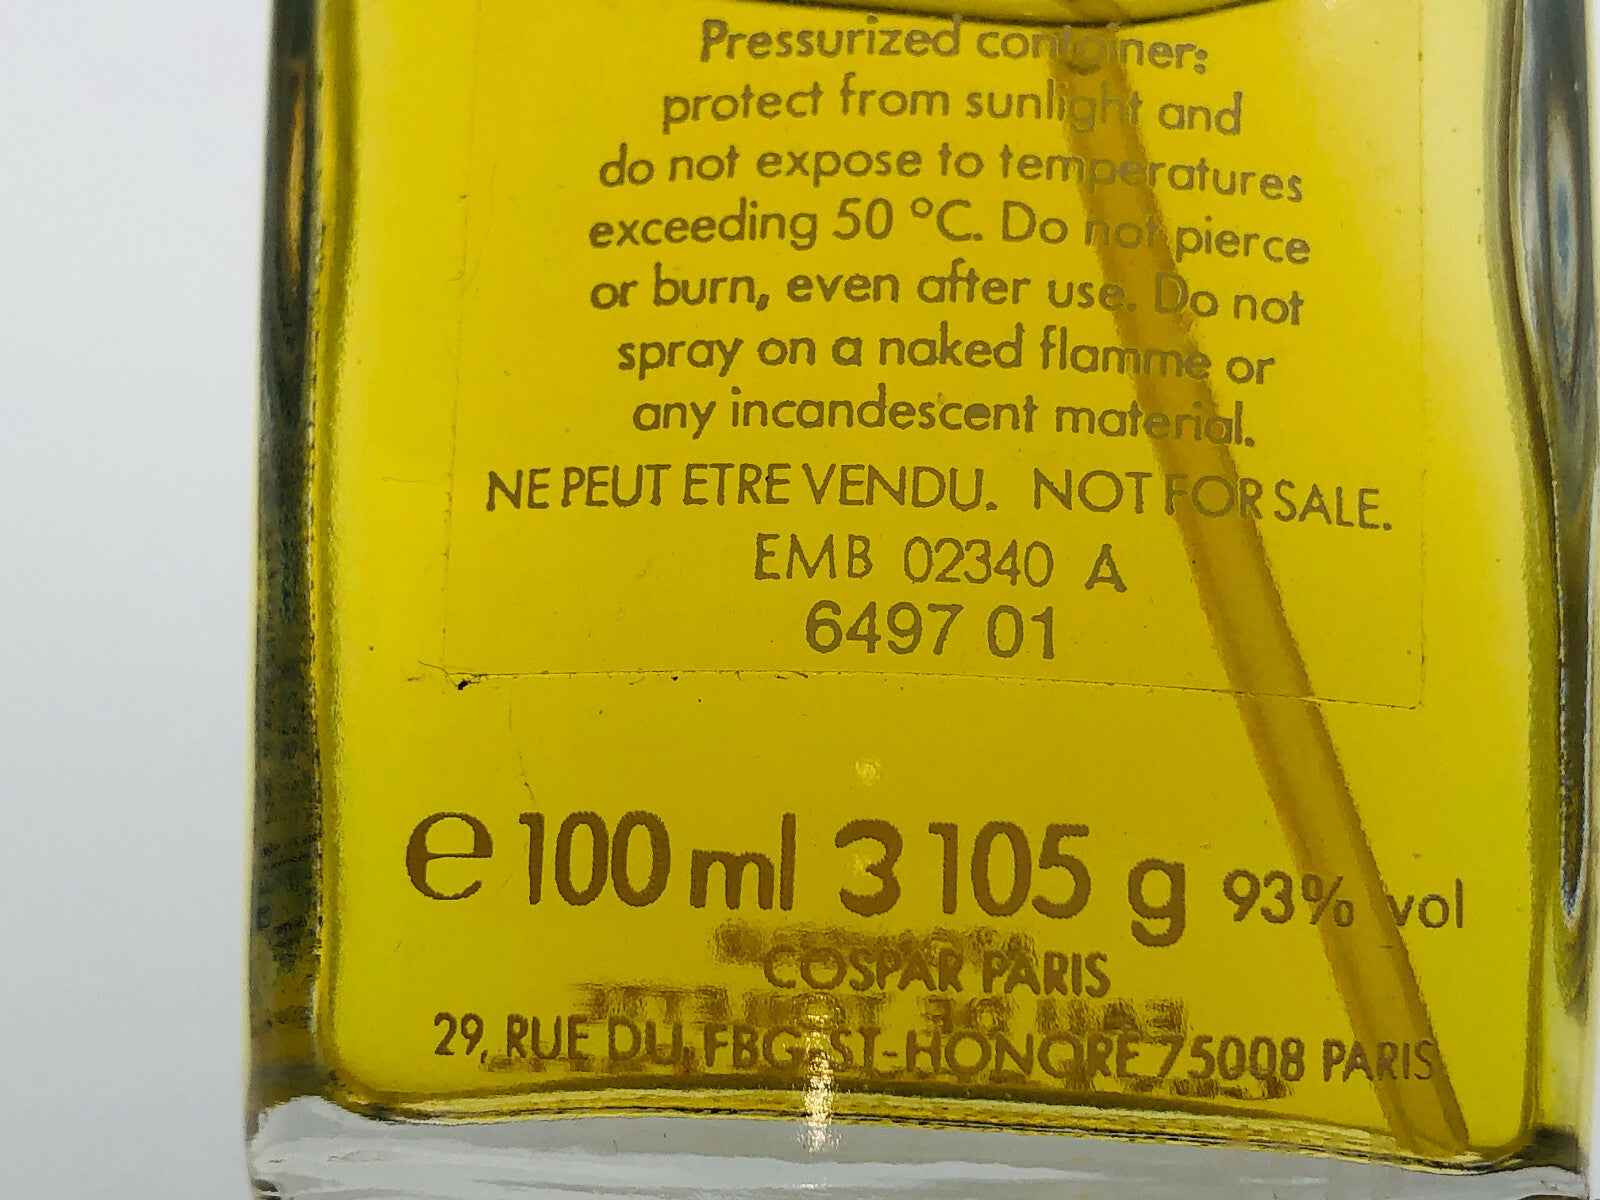 Pressurized container:
protect from sunlight and
do not expose to temperatures
exceeding 50 °C. Do not pierce
or burn, even after use. Do not
spray on a naked flamme or
any incandescent material.
NE PEUT ETRE VENDU. NOT FOR SALE.
EMB 02340 A
6497 01
℮ 100 ml 3 105 g 93% vol
COSPAR PARIS
29, RUE DU FBG-ST-HONORE 75008 PARIS